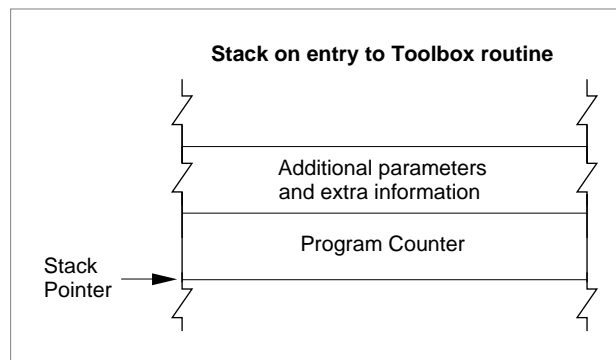 Stack on entry to Toolbox routine
Additional parameters
and extra information
Program Counter
Stack
Pointer